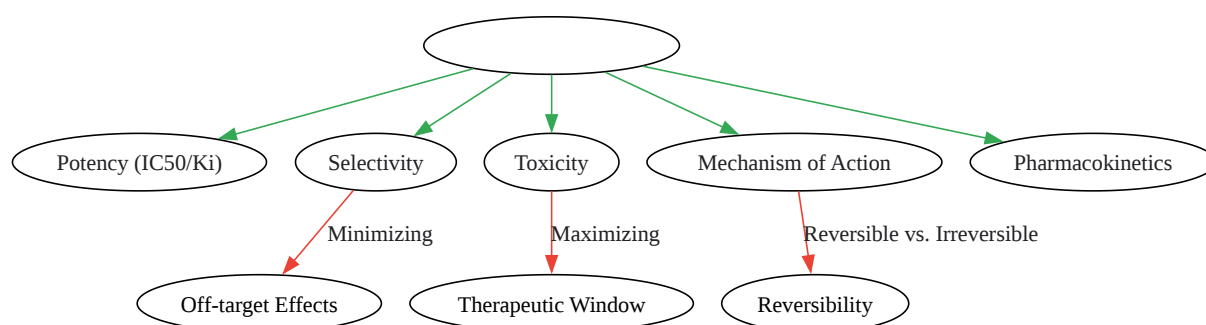 Potency (IC50/Ki)
Selectivity
Toxicity
Mechanism of Action
Pharmacokinetics
Minimizing
Maximizing
Reversible vs. Irreversible
Off-target Effects
Therapeutic Window
Reversibility